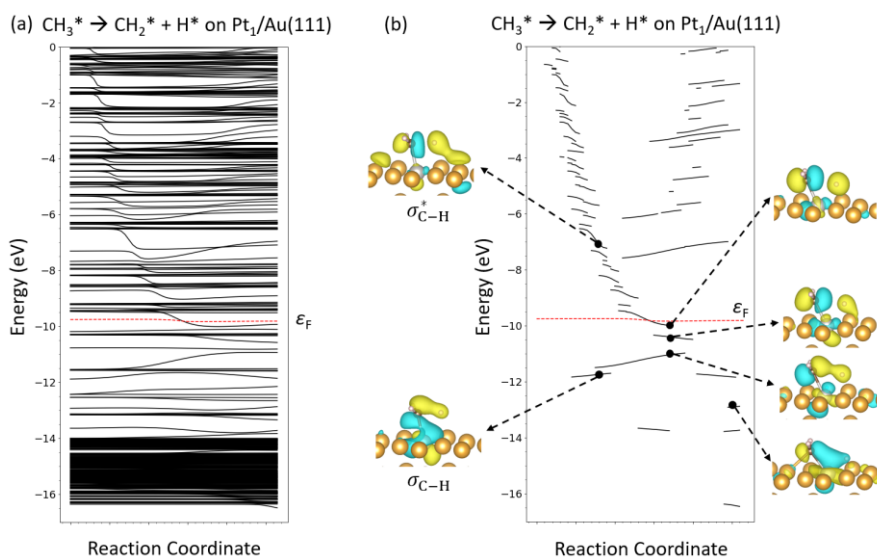 (a) CH₃* → CH₂* + H* on Pt₁/Au(111)
0
−2
−4
−6
−8
−10
−12
−14
−16
Energy (eV)
Reaction Coordinate
εF
(b) CH₃* → CH₂* + H* on Pt₁/Au(111)
0
−2
−4
−6
−8
−10
−12
−14
−16
Energy (eV)
Reaction Coordinate
εF
σ*C−H
σC−H